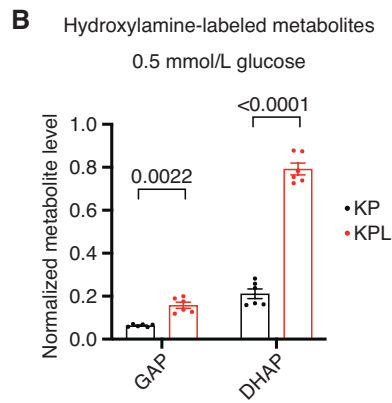 B
Hydroxylamine-labeled metabolites
0.5 mmol/L glucose
Normalized metabolite level
1.0
0.8
0.6
0.4
0.2
0.0
0.0022
<0.0001
KP
KPL
GAP
DHAP